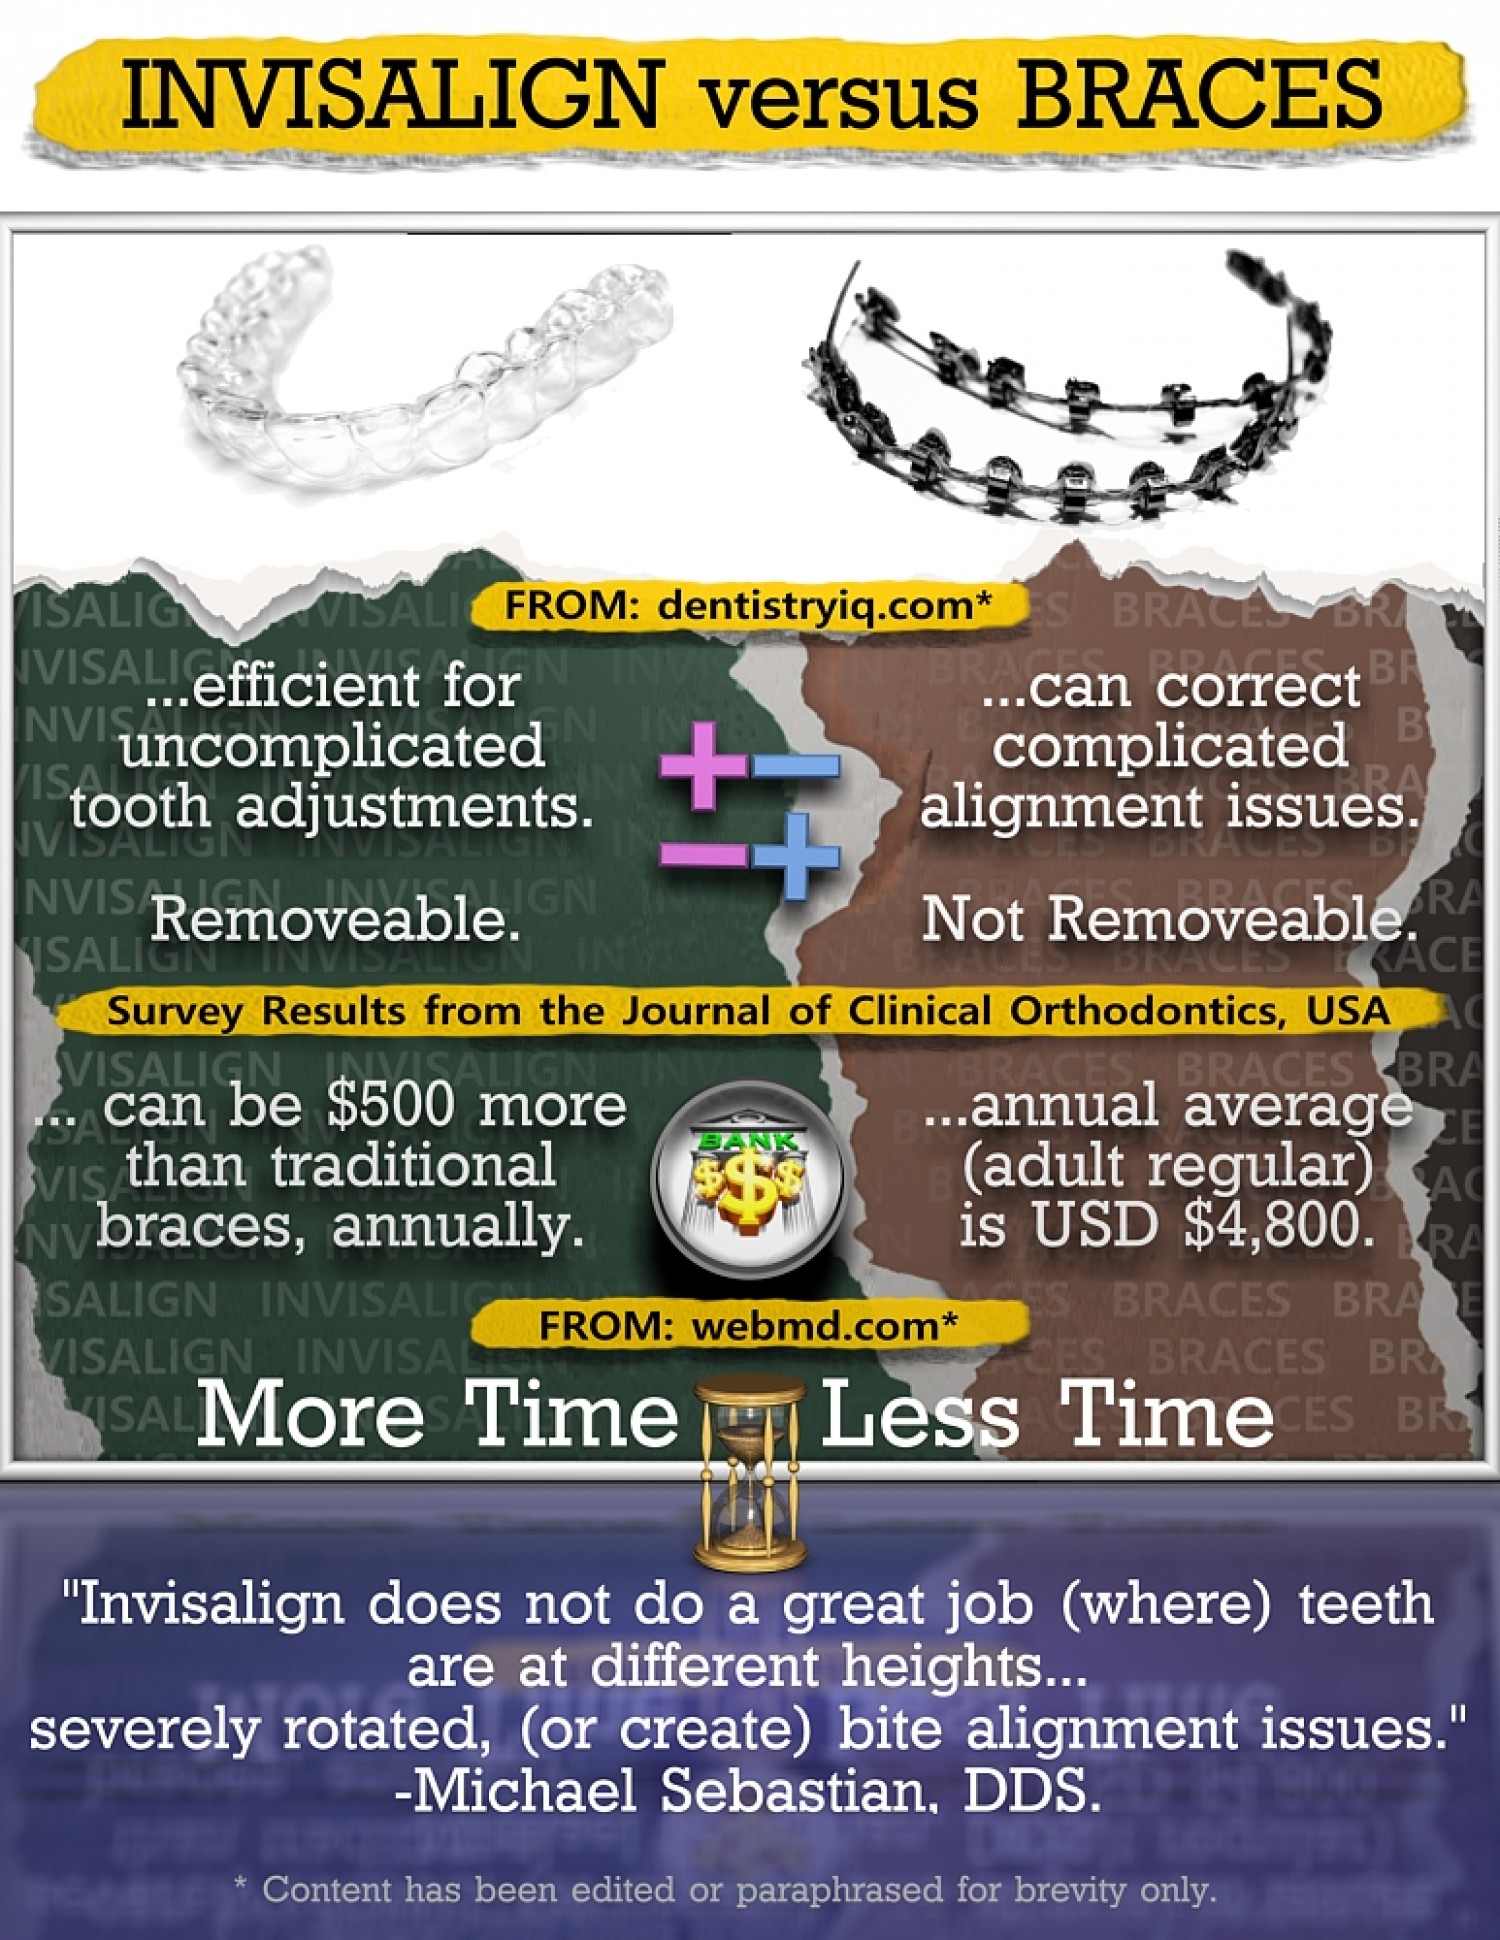 INVISALIGN versus BRACES
FROM: dentistryiq.com*
...efficient for
uncomplicated
tooth adjustments.
Removeable.
...can correct
complicated
alignment issues.
Not Removeable.
Survey Results from the Journal of Clinical Orthodontics, USA
... can be $500 more
than traditional
braces, annually.
BANK
$$$
...annual average
(adult regular)
is USD $4,800.
FROM: webmd.com*
More Time
Less Time
"Invisalign does not do a great job (where) teeth
are at different heights...
severely rotated, (or create) bite alignment issues."
-Michael Sebastian, DDS.
* Content has been edited or paraphrased for brevity only.